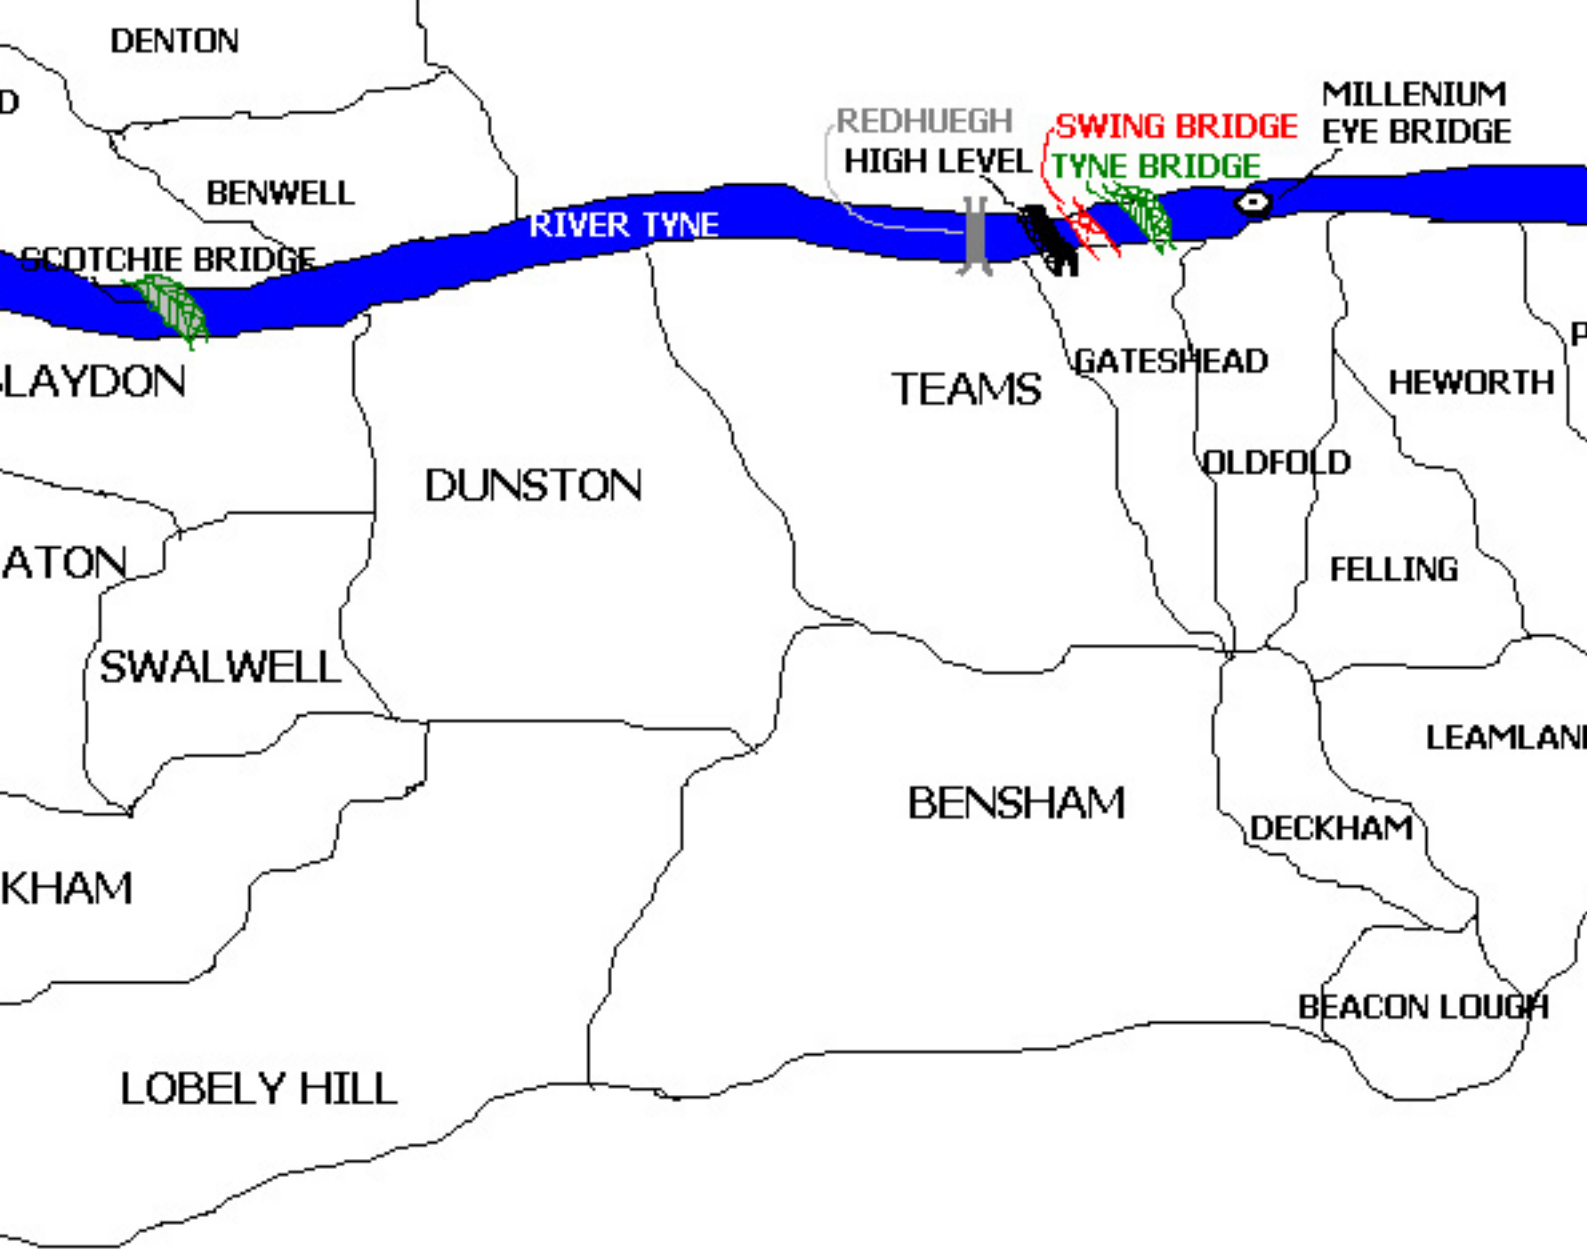 DENTON
D
MILLENIUM
EYE BRIDGE
REDHUEGH
SWING BRIDGE
HIGH LEVEL
TYNE BRIDGE
BENWELL
RIVER TYNE
SCOTCHIE BRIDGE
LAYDON
TEAMS
GATESHEAD
HEWORTH
P
DUNSTON
OLDFOLD
ATON
FELLING
SWALWELL
LEAMLAN
BENSHAM
DECKHAM
KHAM
BEACON LOUGH
LOBELY HILL